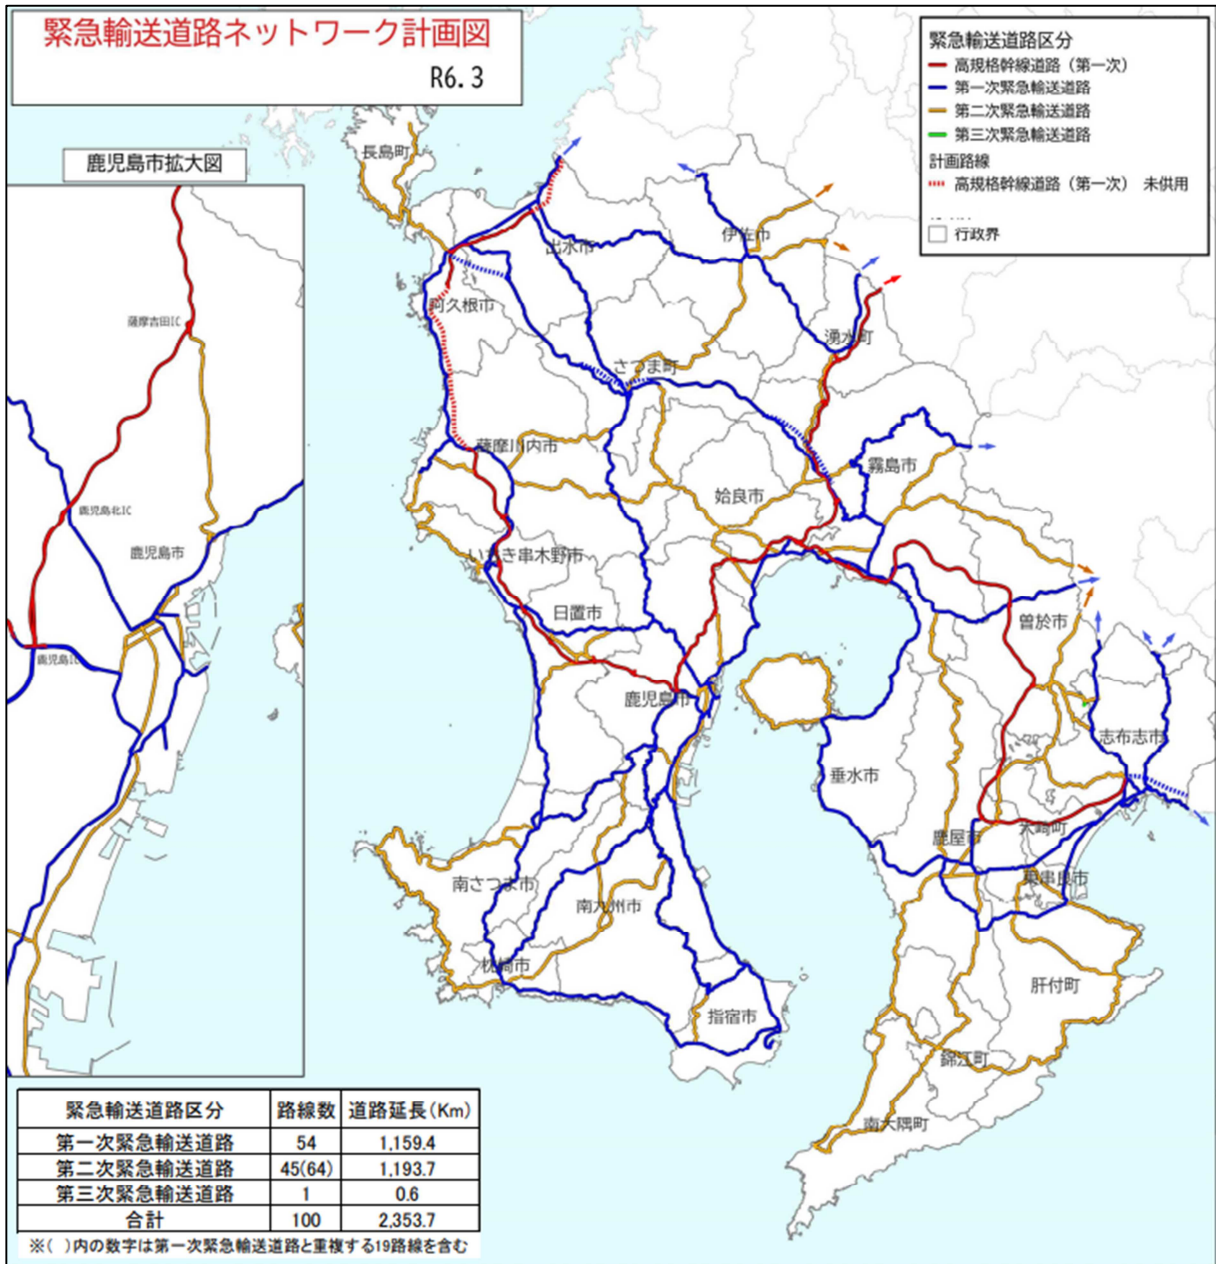 緊急輸送道路ネットワーク計画図
R6.3
緊急輸送道路区分
高規格幹線道路（第一次）
第一次緊急輸送道路
第二次緊急輸送道路
第三次緊急輸送道路
計画路線
高規格幹線道路（第一次） 未供用
行政界
鹿児島市拡大図
薩摩吉田IC
鹿児島北IC
鹿児島市
鹿児島IC
長島町
出水市
伊佐市
阿久根市
湧水町
さつま町
薩摩川内市
霧島市
姶良市
いちき串木野市
日置市
曽於市
鹿児島市
志布志市
垂水市
鹿屋市
大崎町
南さつま市
東串良市
南九州市
枕崎市
肝付町
指宿市
錦江町
南大隅町
緊急輸送道路区分 路線数 道路延長(Km)
第一次緊急輸送道路 54 1,159.4
第二次緊急輸送道路 45(64) 1,193.7
第三次緊急輸送道路 1 0.6
合計 100 2,353.7
※( )内の数字は第一次緊急輸送道路と重複する19路線を含む